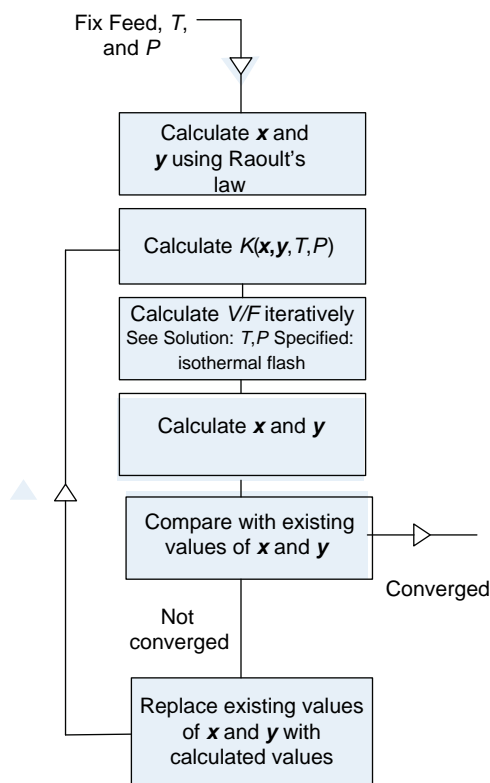 Fix Feed, T,
and P
Calculate x and
y using Raoult's
law
Calculate K(x,y,T,P)
Calculate V/F iteratively
See Solution: T,P Specified:
isothermal flash
Calculate x and y
Compare with existing
values of x and y
Converged
Not
converged
Replace existing values
of x and y with
calculated values